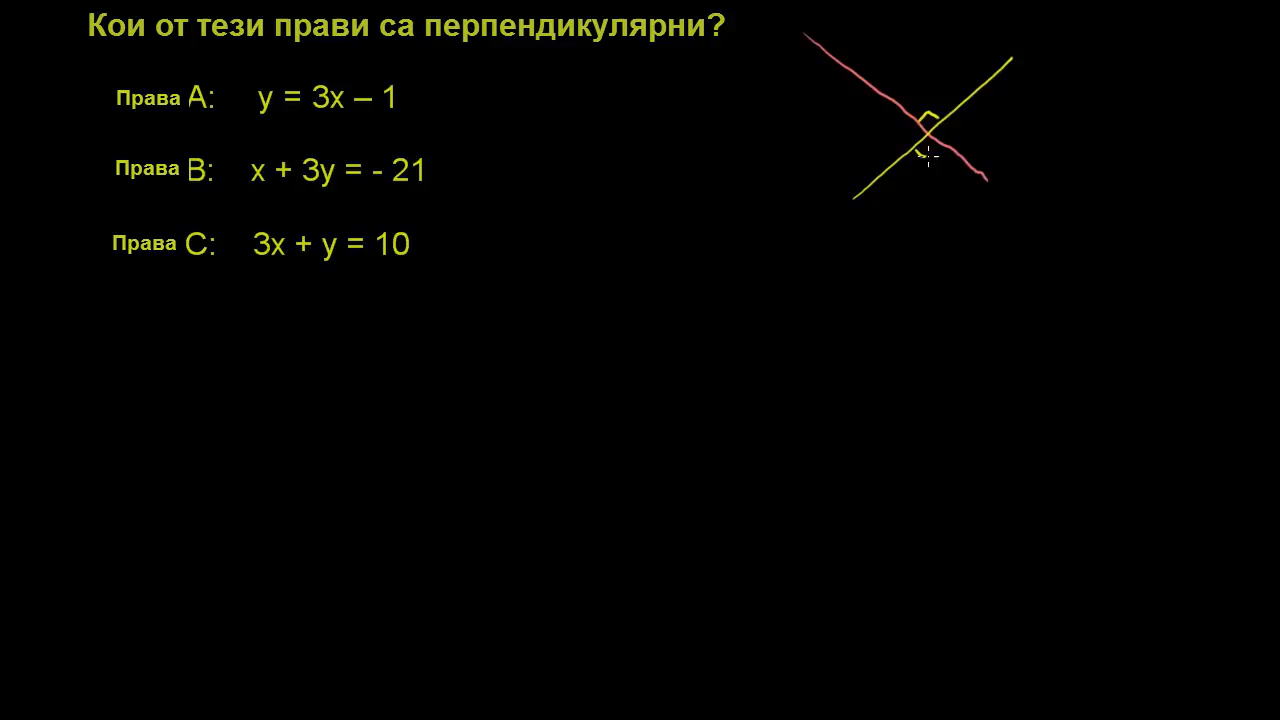 Кои от тези прави са перпендикулярни?
Права A: y = 3x – 1
Права B: x + 3y = - 21
Права C: 3x + y = 10